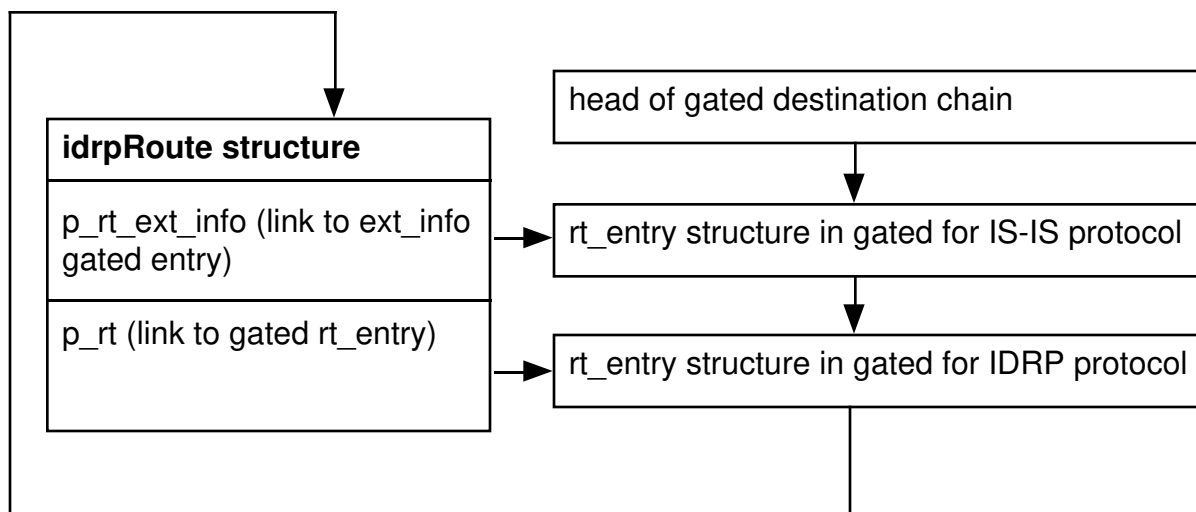 idrpRoute structure
p_rt_ext_info (link to ext_info
gated entry)
p_rt (link to gated rt_entry)
head of gated destination chain
rt_entry structure in gated for IS-IS protocol
rt_entry structure in gated for IDRP protocol